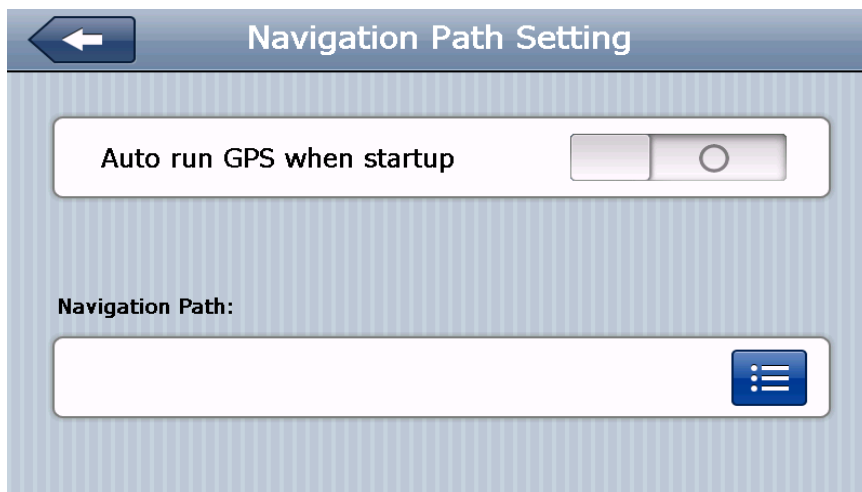 Navigation Path Setting
Auto run GPS when startup
Navigation Path: